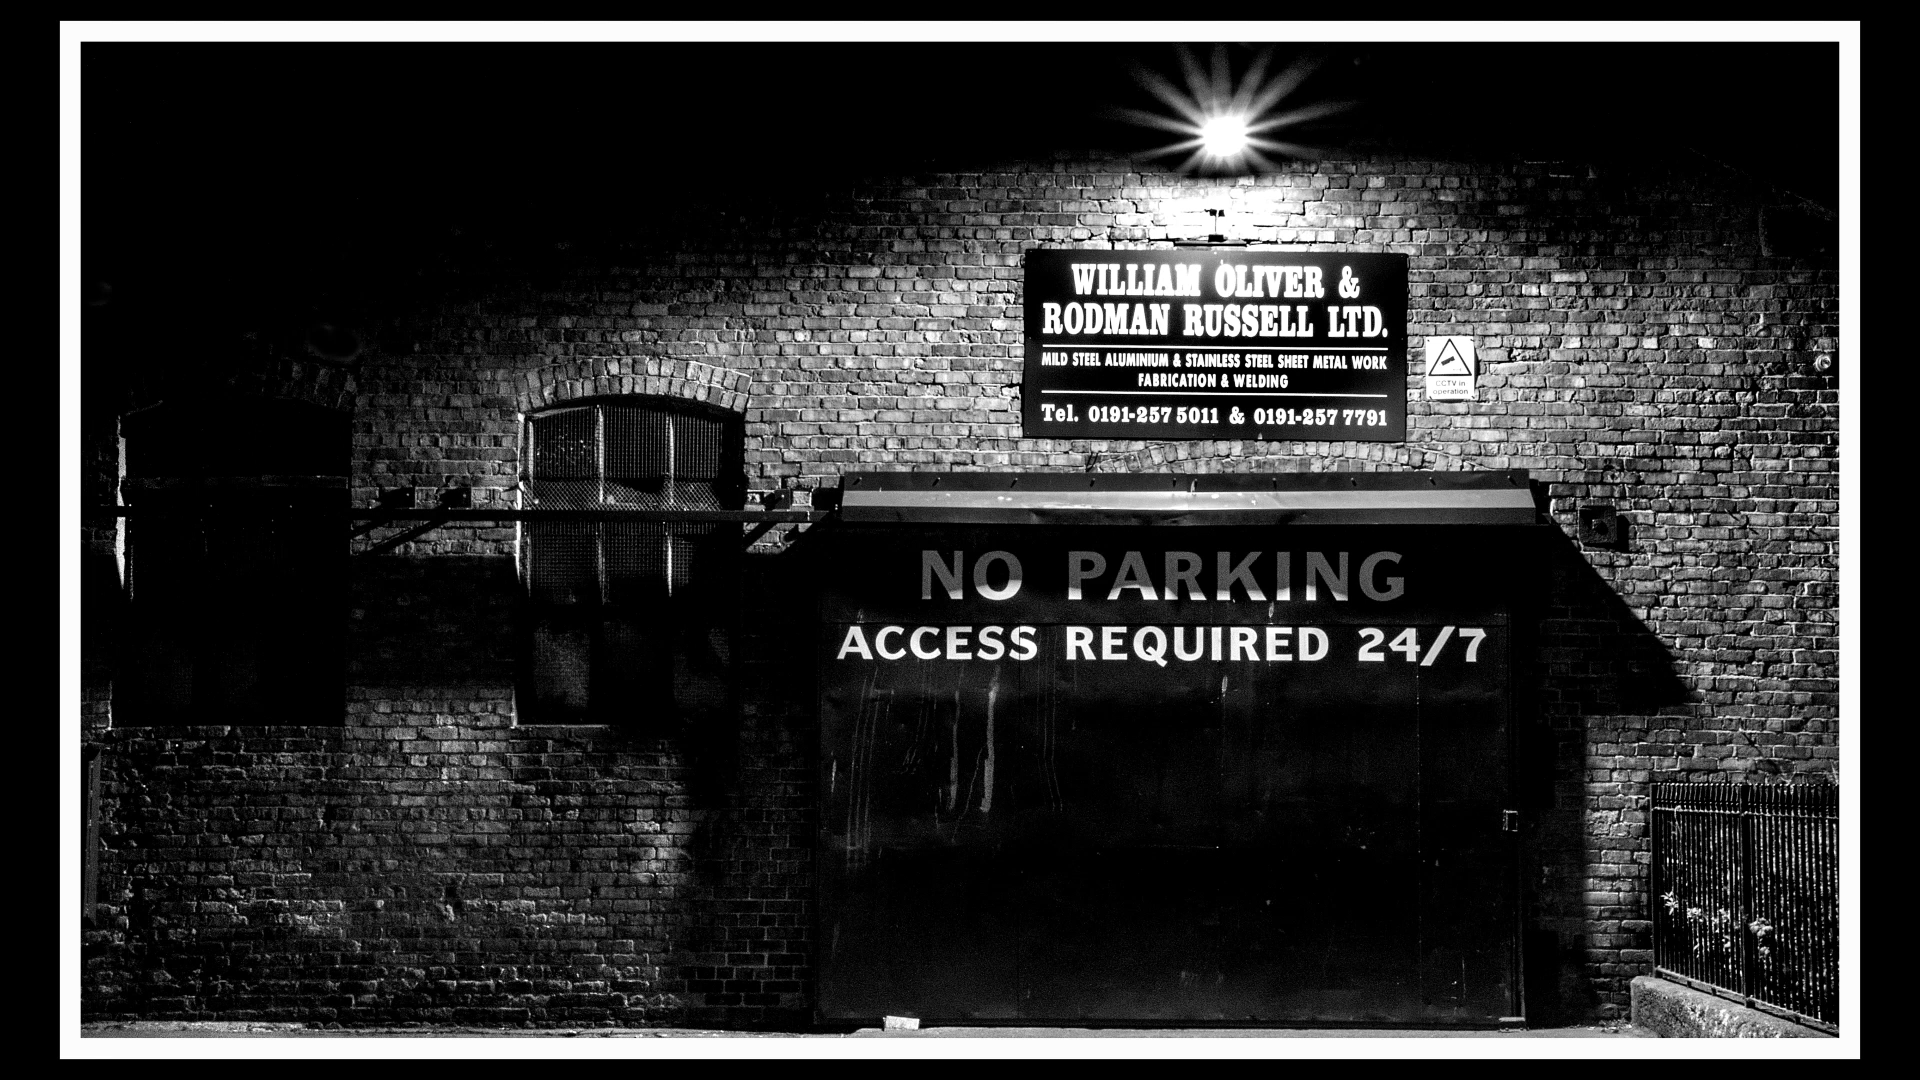 WILLIAM OLIVER &
RODMAN RUSSELL LTD.
MILD STEEL ALUMINIUM & STAINLESS STEEL SHEET METAL WORK
FABRICATION & WELDING
Tel. 0191-257 5011 & 0191-257 7791
CCTV in
operation
NO PARKING
ACCESS REQUIRED 24/7